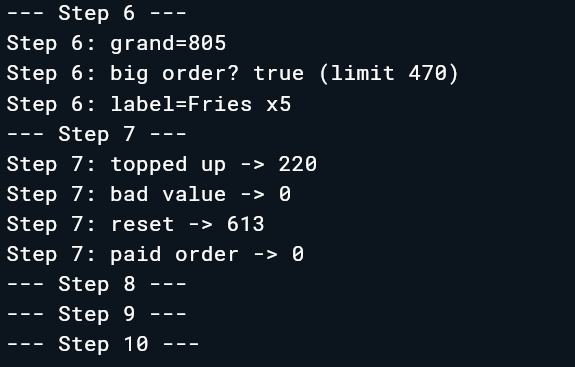 --- Step 6 ---
Step 6: grand=805
Step 6: big order? true (limit 470)
Step 6: label=Fries x5
--- Step 7 ---
Step 7: topped up -> 220
Step 7: bad value -> 0
Step 7: reset -> 613
Step 7: paid order -> 0
--- Step 8 ---
--- Step 9 ---
--- Step 10 ---